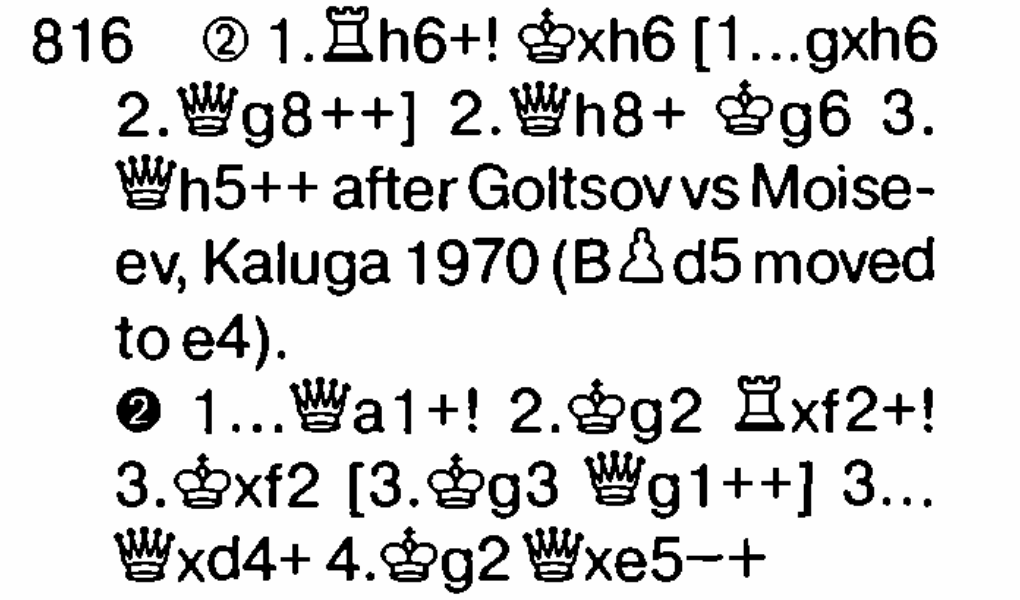 816 ② 1.♖h6+! ♔xh6 [1...gxh6
2.♕g8++] 2.♕h8+ ♔g6 3.
♕h5++ after Goltsov vs Moise-
ev, Kaluga 1970 (B♙d5 moved
to e4).
❷ 1...♕a1+! 2.♔g2 ♖xf2+!
3.♔xf2 [3.♔g3 ♕g1++] 3...
♕xd4+ 4.♔g2 ♕xe5−+